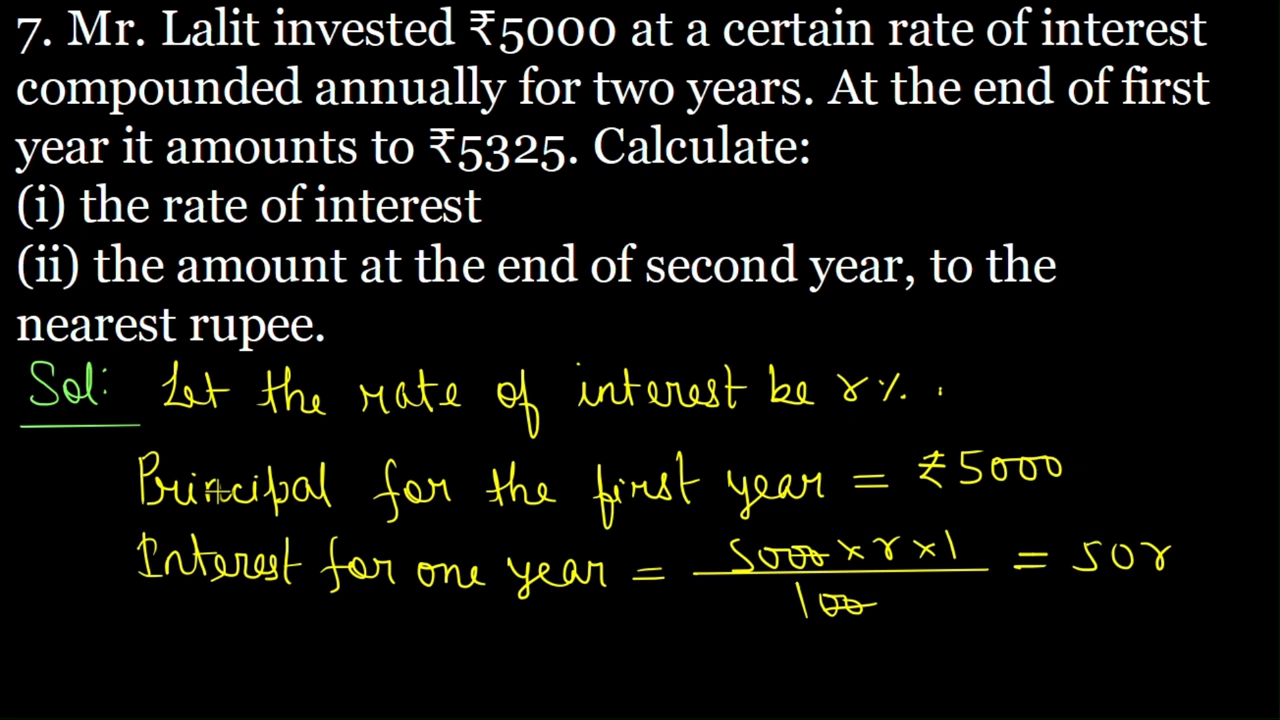 7. Mr. Lalit invested ₹5000 at a certain rate of interest
compounded annually for two years. At the end of first
year it amounts to ₹5325. Calculate:
(i) the rate of interest
(ii) the amount at the end of second year, to the
nearest rupee.
Sol: Let the rate of interest be r%.
Principal for the first year = ₹5000
Interest for one year = 5000×r×1/100 = 50r